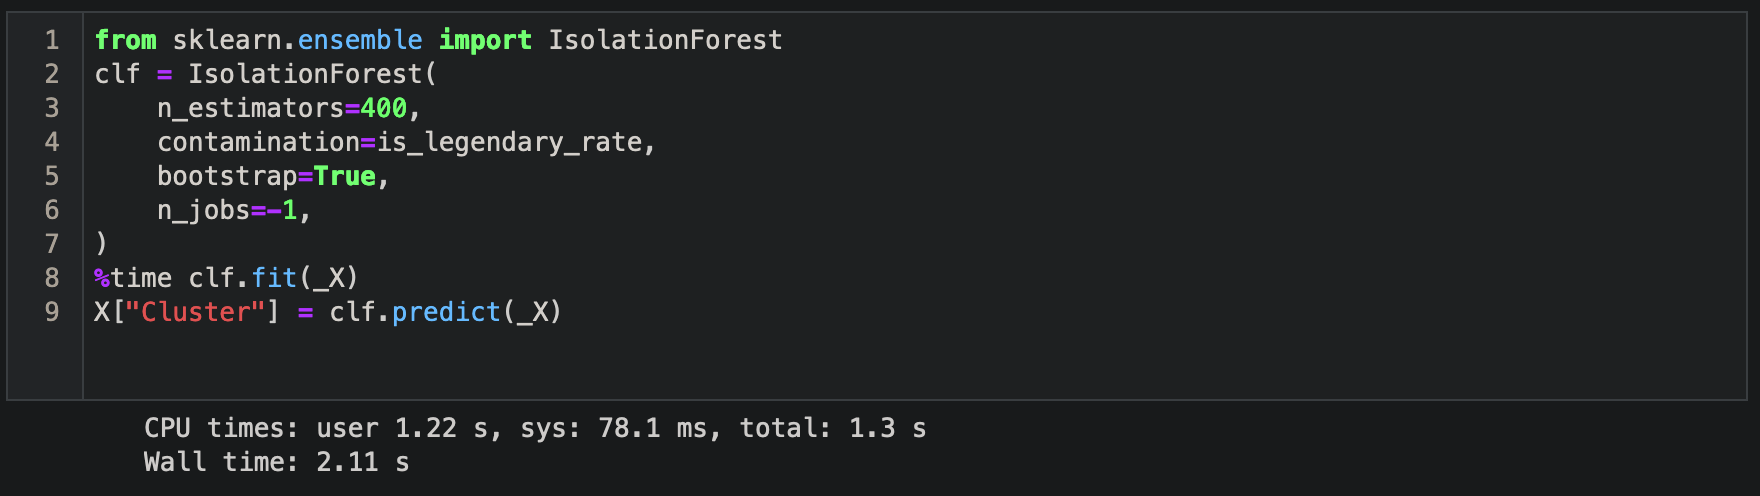 1 from sklearn.ensemble import IsolationForest
2 clf = IsolationForest(
3     n_estimators=400,
4     contamination=is_legendary_rate,
5     bootstrap=True,
6     n_jobs=-1,
7 )
8 %time clf.fit(_X)
9 X["Cluster"] = clf.predict(_X)
CPU times: user 1.22 s, sys: 78.1 ms, total: 1.3 s
Wall time: 2.11 s